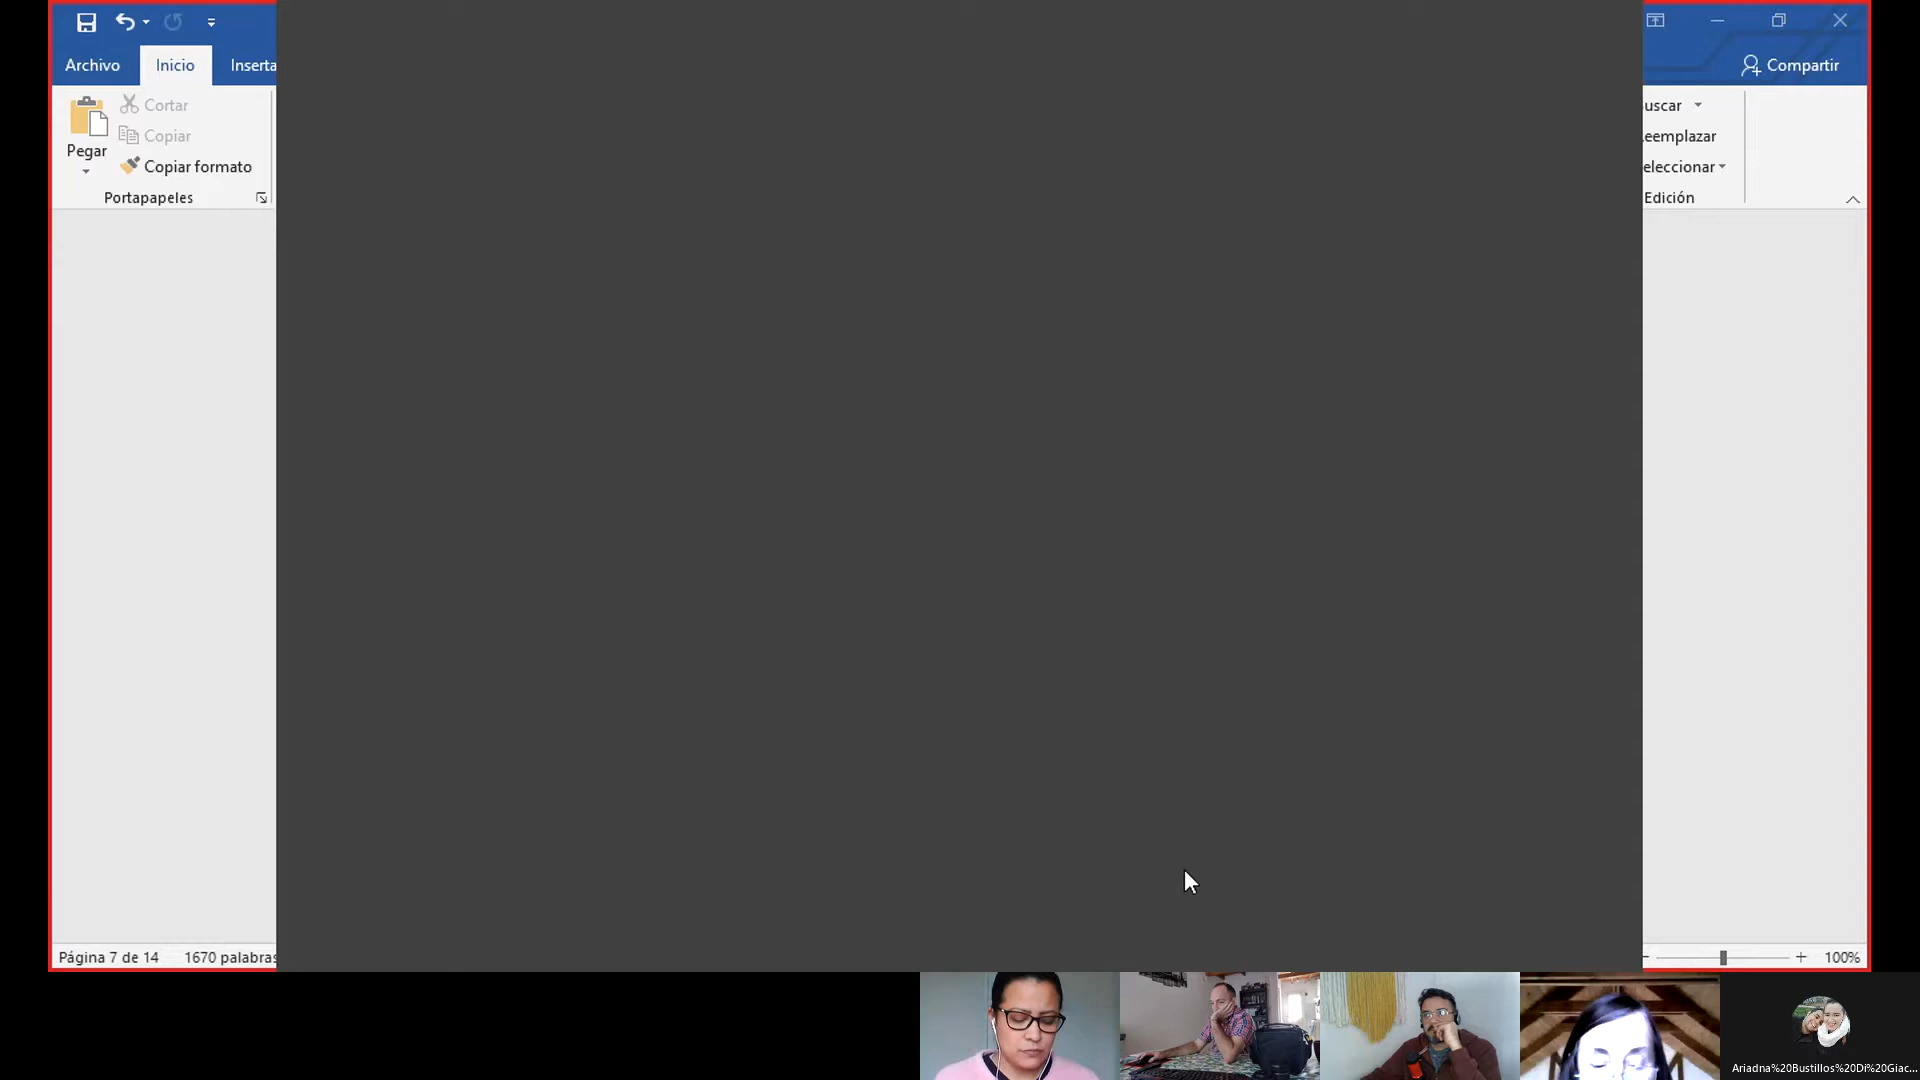 Archivo Inicio Inserta
Compartir
Pegar
Cortar
Copiar
Copiar formato
Portapapeles
uscar
eemplazar
eleccionar
Edición
Página 7 de 14 1670 palabras
100%
Ariadna%20Bustillos%20Di%20Giac...